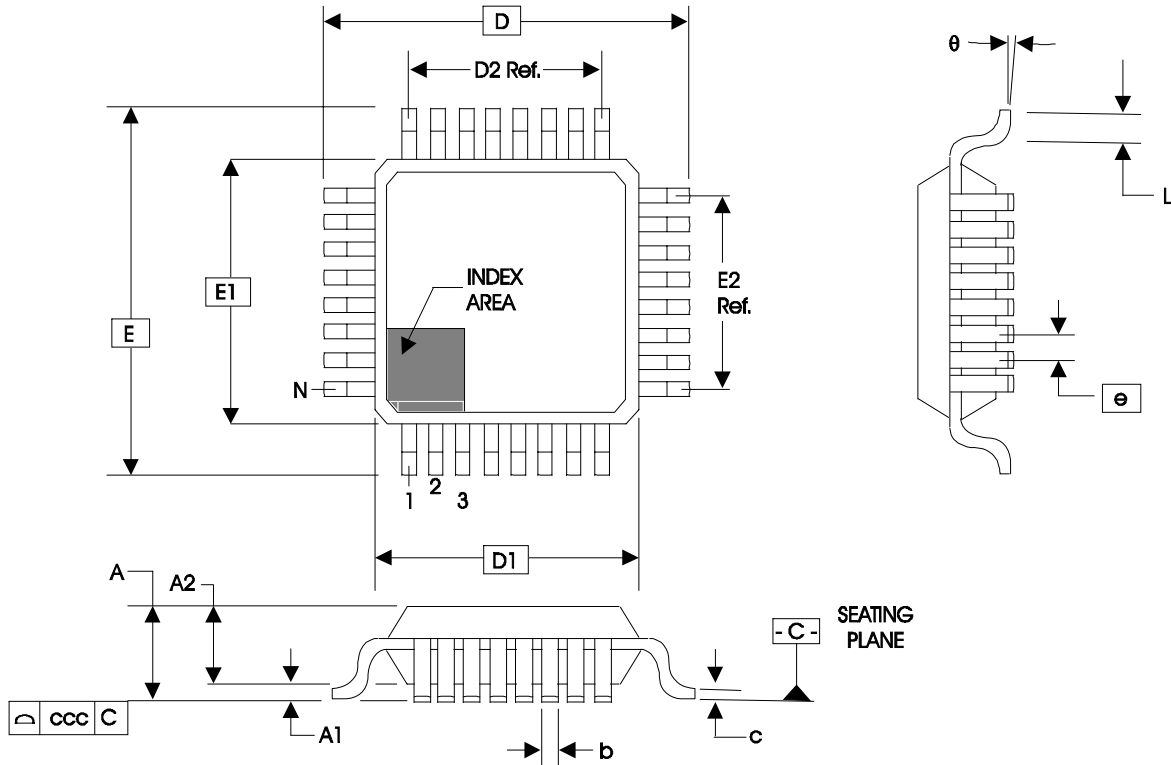 D
D2 Ref.
θ
L
E1
E
INDEX
AREA
E2
Ref.
N
e
1
2
3
D1
A
A2
- C -
SEATING
PLANE
ccc C
A1
b
c